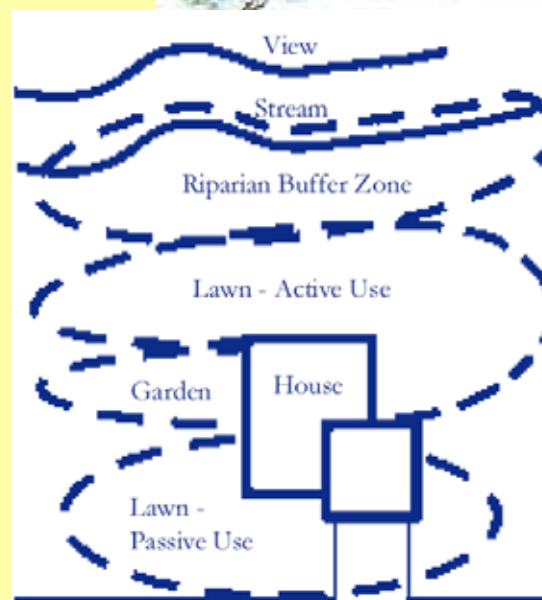 View
Stream
Riparian Buffer Zone
Lawn - Active Use
Garden
House
Lawn -
Passive Use